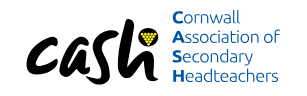 cash
Cornwall
Association of
Secondary
Headteachers